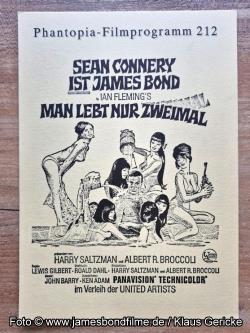 Phantopia-Filmprogramm 212
SEAN CONNERY
IST JAMES BOND
IN IAN FLEMING'S
MAN LEBT NUR ZWEIMAL
HARRY SALTZMAN und ALBERT R. BROCCOLI
LEWIS GILBERT ROALD DAHL HARRY SALTZMAN und ALBERT R. BROCCOLI
JOHN BARRY KEN ADAM PANAVISION® TECHNICOLOR®
im Verleih der UNITED ARTISTS
Foto © www.jamesbondfilme.de / Klaus Gericke